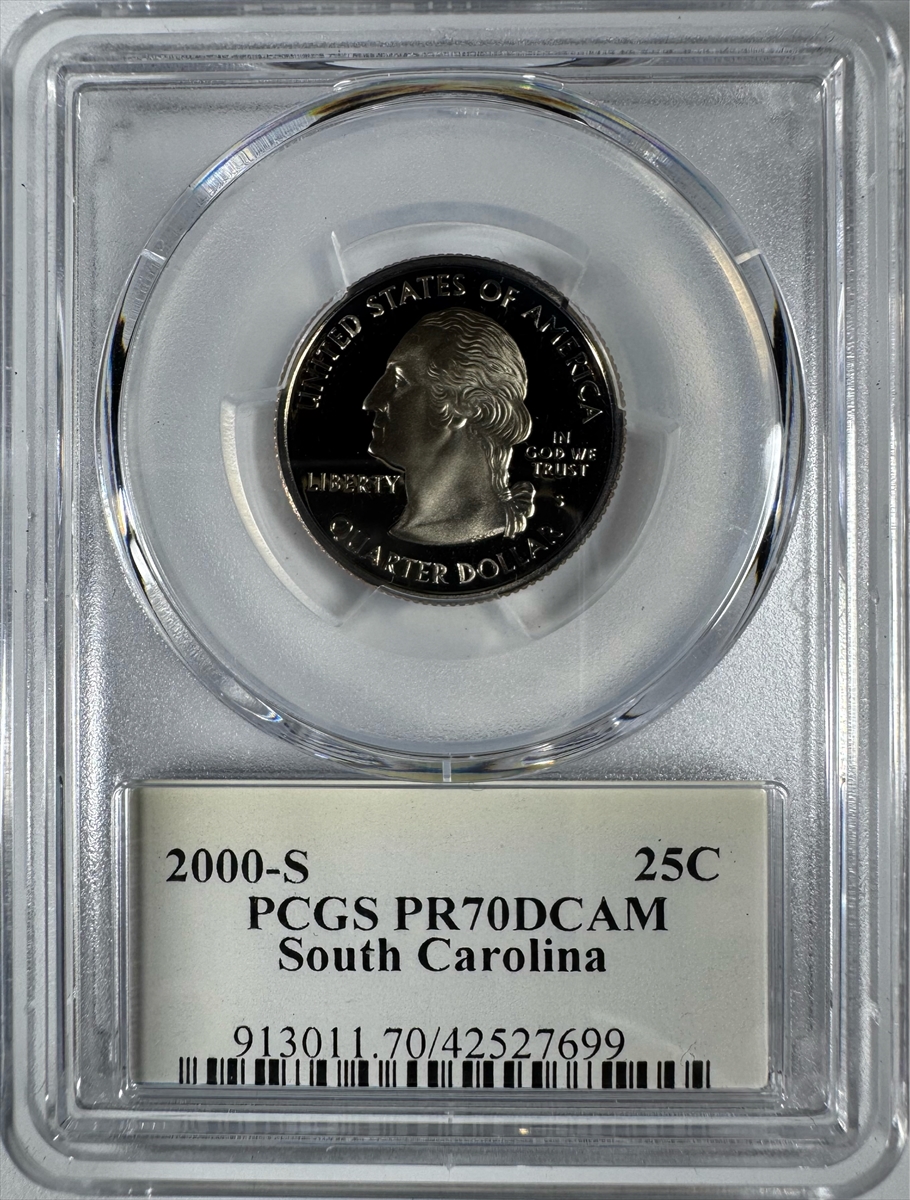 UNITED STATES OF AMERICA
IN
GOD WE
TRUST
LIBERTY
S
QUARTER DOLLAR
2000-S 25C
PCGS PR70DCAM
South Carolina
913011.70/42527699